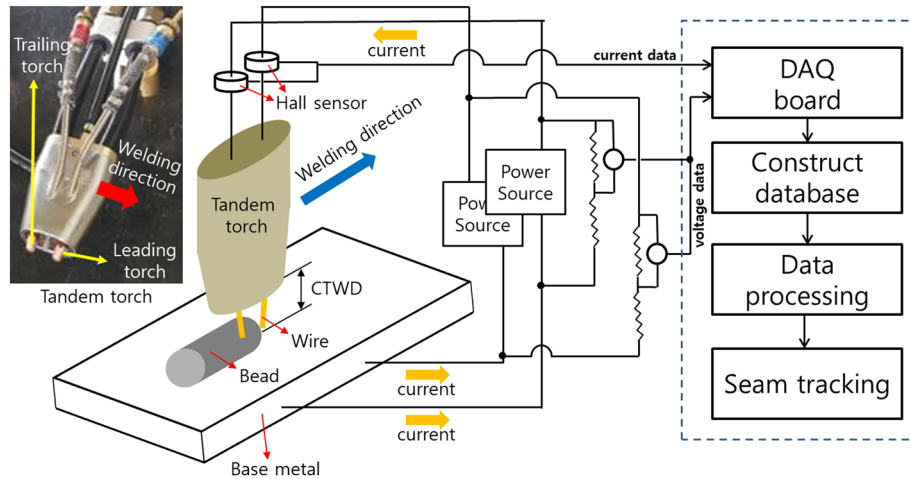 Trailing
torch
Welding
direction
Leading
torch
Tandem torch
current
Hall sensor
Welding direction
Tandem
torch
CTWD
Wire
Bead
Base metal
current
current
Power
Source
Pow
Source
current data
voltage data
DAQ
board
Construct
database
Data
processing
Seam tracking